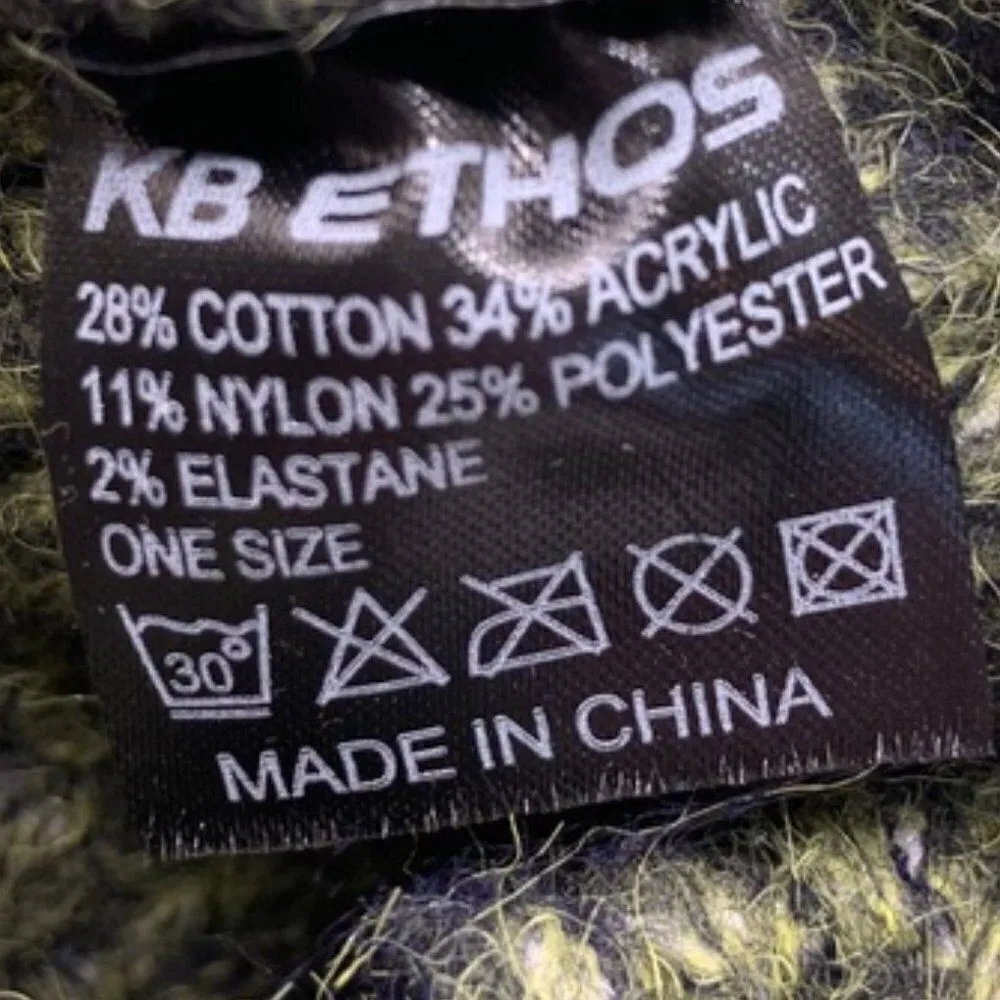 KB ETHOS
28% COTTON 34% ACRYLIC
11% NYLON 25% POLYESTER
2% ELASTANE
ONE SIZE
30°
MADE IN CHINA